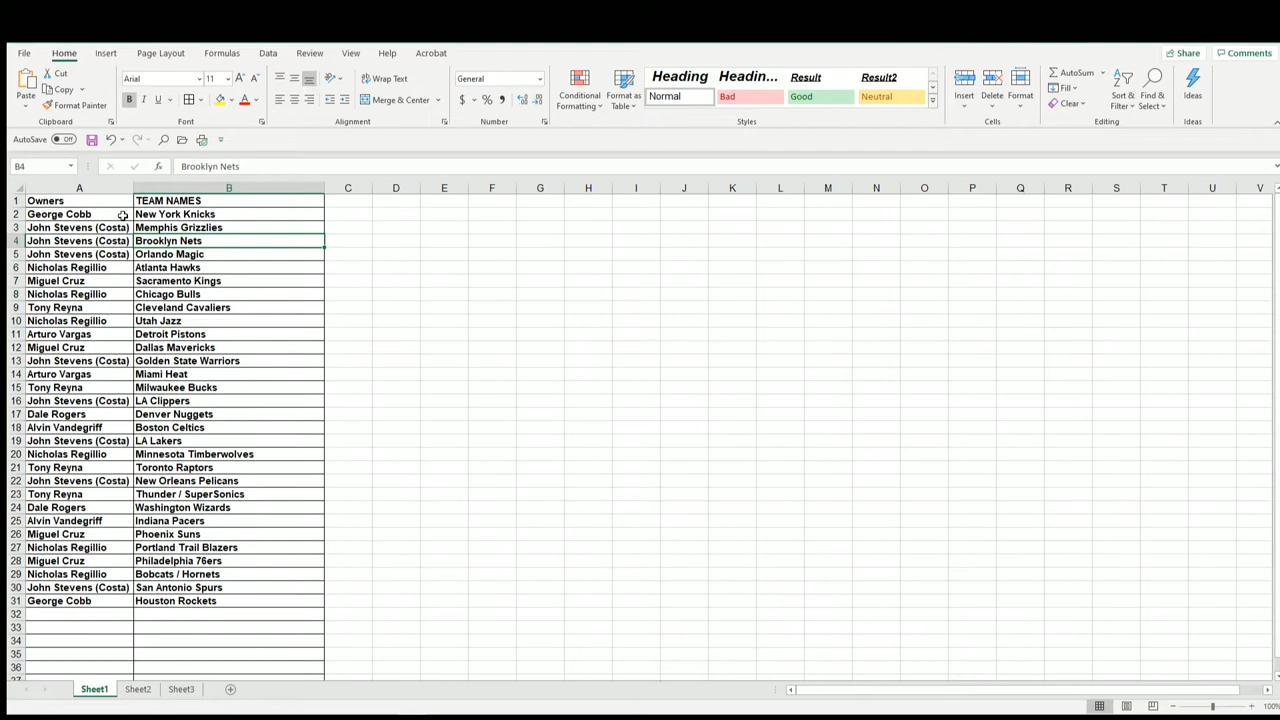 File Home Insert Page Layout Formulas Data Review View Help Acrobat Share Comments
Cut
Copy
Format Painter
Paste
Clipboard
Arial 11
B I U
Font
Wrap Text
Merge & Center
Alignment
General
$ % ,
Number
Conditional Formatting
Format as Table
Heading Headin... Result Result2
Normal Bad Good Neutral
Styles
Insert Delete Format
Cells
AutoSum
Fill
Clear
Sort & Filter
Find & Select
Editing
Ideas
Ideas
AutoSave Off
B4 fx Brooklyn Nets
A B C D E F G H I J K L M N O P Q R S T U V
1 Owners TEAM NAMES
2 George Cobb New York Knicks
3 John Stevens (Costa) Memphis Grizzlies
4 John Stevens (Costa) Brooklyn Nets
5 John Stevens (Costa) Orlando Magic
6 Nicholas Regillio Atlanta Hawks
7 Miguel Cruz Sacramento Kings
8 Nicholas Regillio Chicago Bulls
9 Tony Reyna Cleveland Cavaliers
10 Nicholas Regillio Utah Jazz
11 Arturo Vargas Detroit Pistons
12 Miguel Cruz Dallas Mavericks
13 John Stevens (Costa) Golden State Warriors
14 Arturo Vargas Miami Heat
15 Tony Reyna Milwaukee Bucks
16 John Stevens (Costa) LA Clippers
17 Dale Rogers Denver Nuggets
18 Alvin Vandegriff Boston Celtics
19 John Stevens (Costa) LA Lakers
20 Nicholas Regillio Minnesota Timberwolves
21 Tony Reyna Toronto Raptors
22 John Stevens (Costa) New Orleans Pelicans
23 Tony Reyna Thunder / SuperSonics
24 Dale Rogers Washington Wizards
25 Alvin Vandegriff Indiana Pacers
26 Miguel Cruz Phoenix Suns
27 Nicholas Regillio Portland Trail Blazers
28 Miguel Cruz Philadelphia 76ers
29 Nicholas Regillio Bobcats / Hornets
30 John Stevens (Costa) San Antonio Spurs
31 George Cobb Houston Rockets
32
33
34
35
36
37
Sheet1 Sheet2 Sheet3
100%